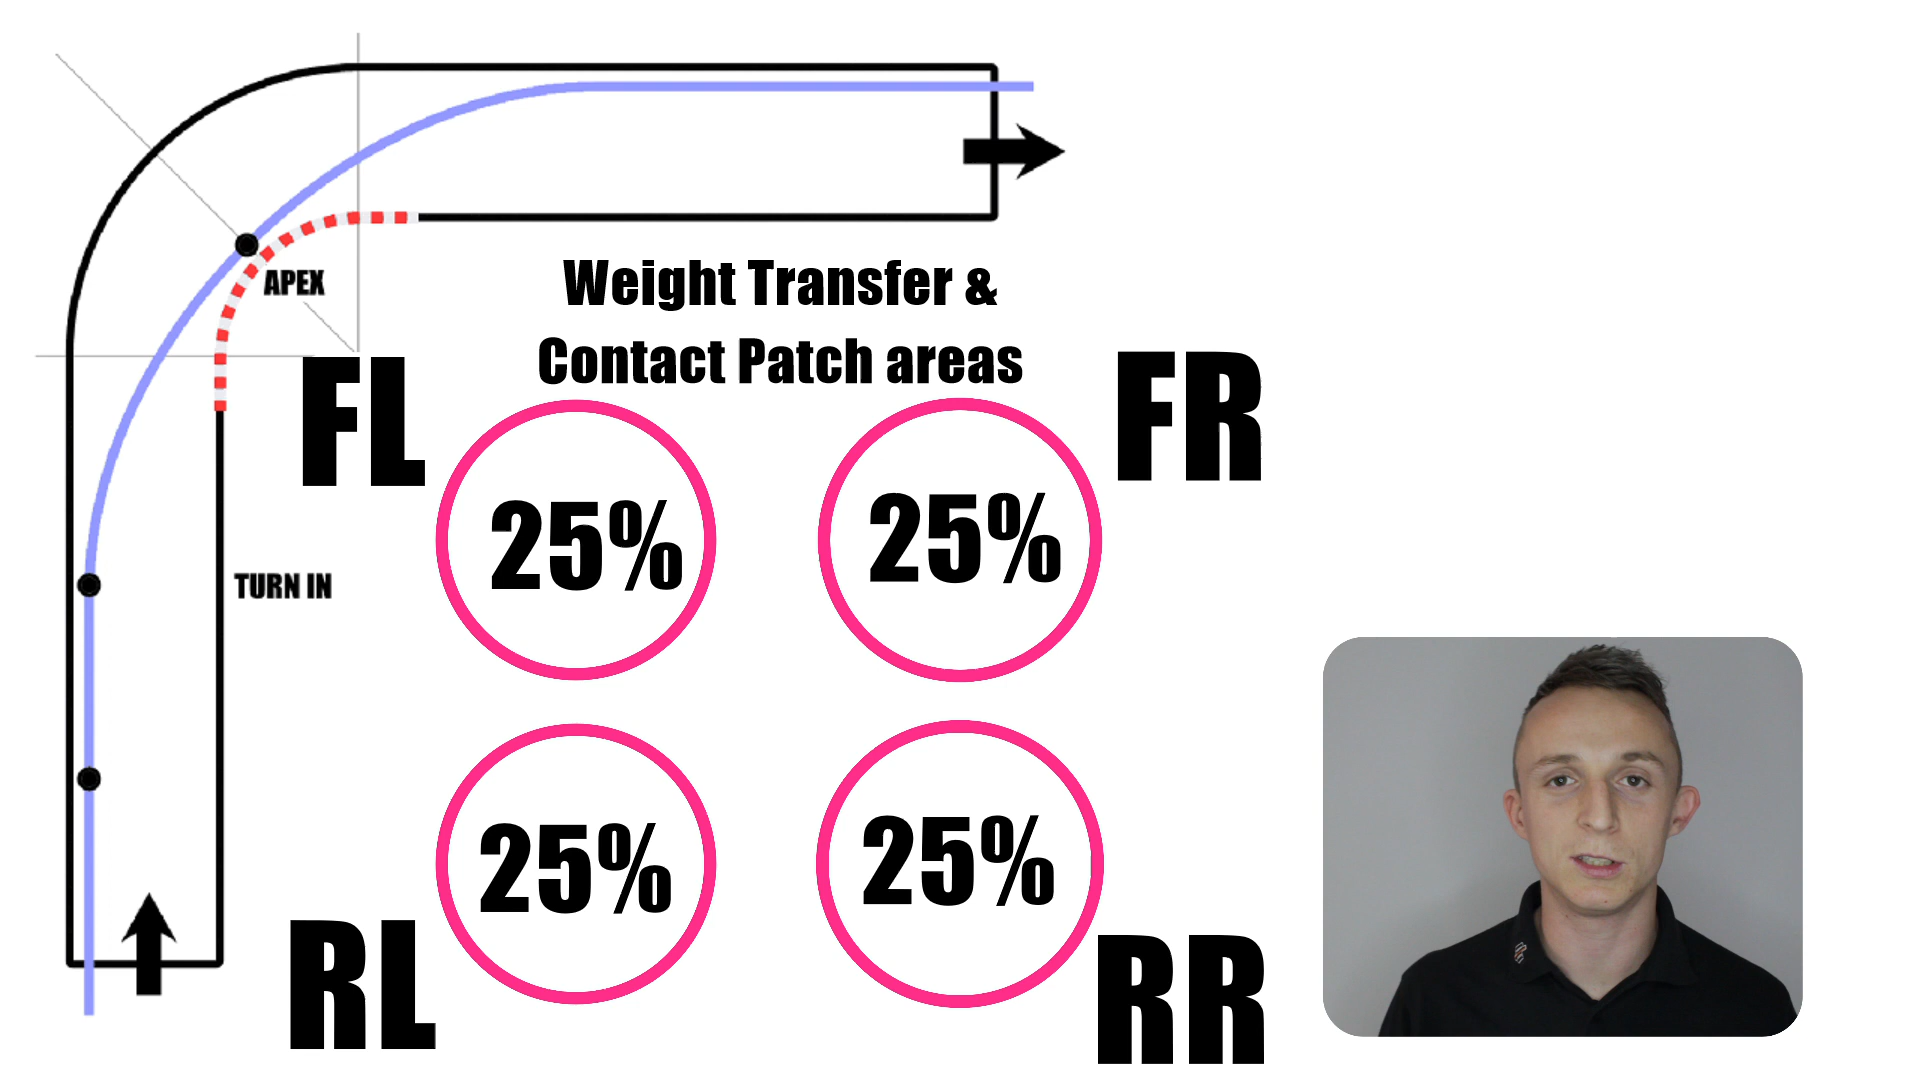 APEX
Weight Transfer &
Contact Patch areas
FL
FR
25%
25%
TURN IN
25%
25%
RL
RR